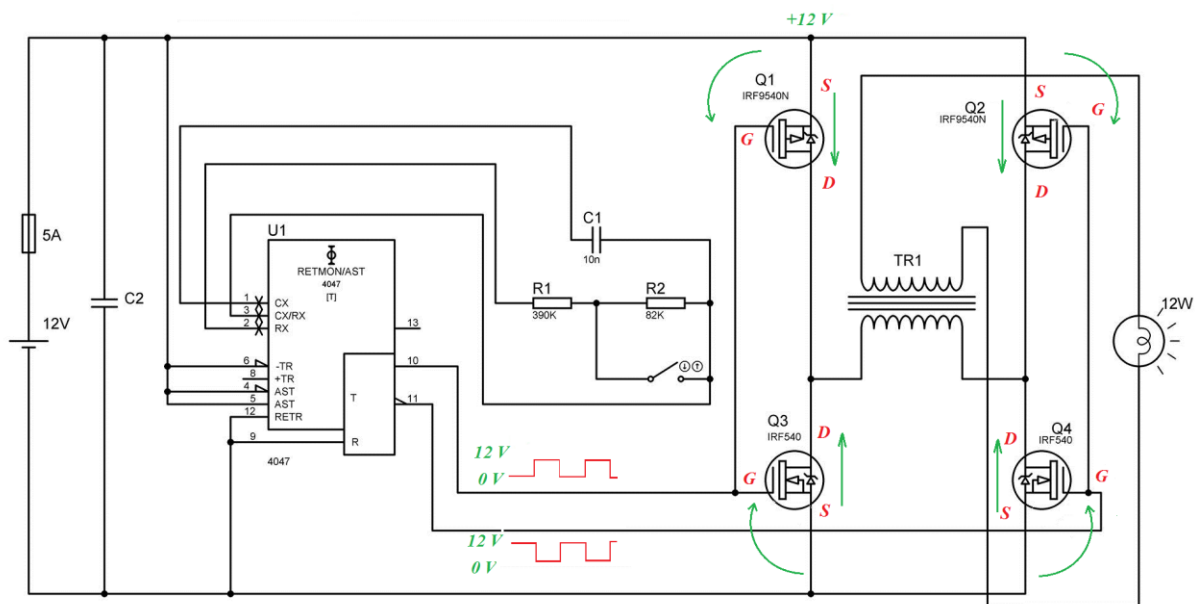 +12 V
Q1
IRF9540N
S
G
D
Q2
IRF9540N
S
G
D
5A
C2
12V
U1
RETMON/AST
4047
[T]
1
CX
3
CX/RX
2
RX
6
-TR
8
+TR
4
AST
5
AST
12
RETR
9
R
T
13
10
11
4047
C1
10n
R1
390K
R2
82K
TR1
12W
12 V
0 V
12 V
0 V
Q3
IRF540
D
G
S
Q4
IRF540
D
G
S